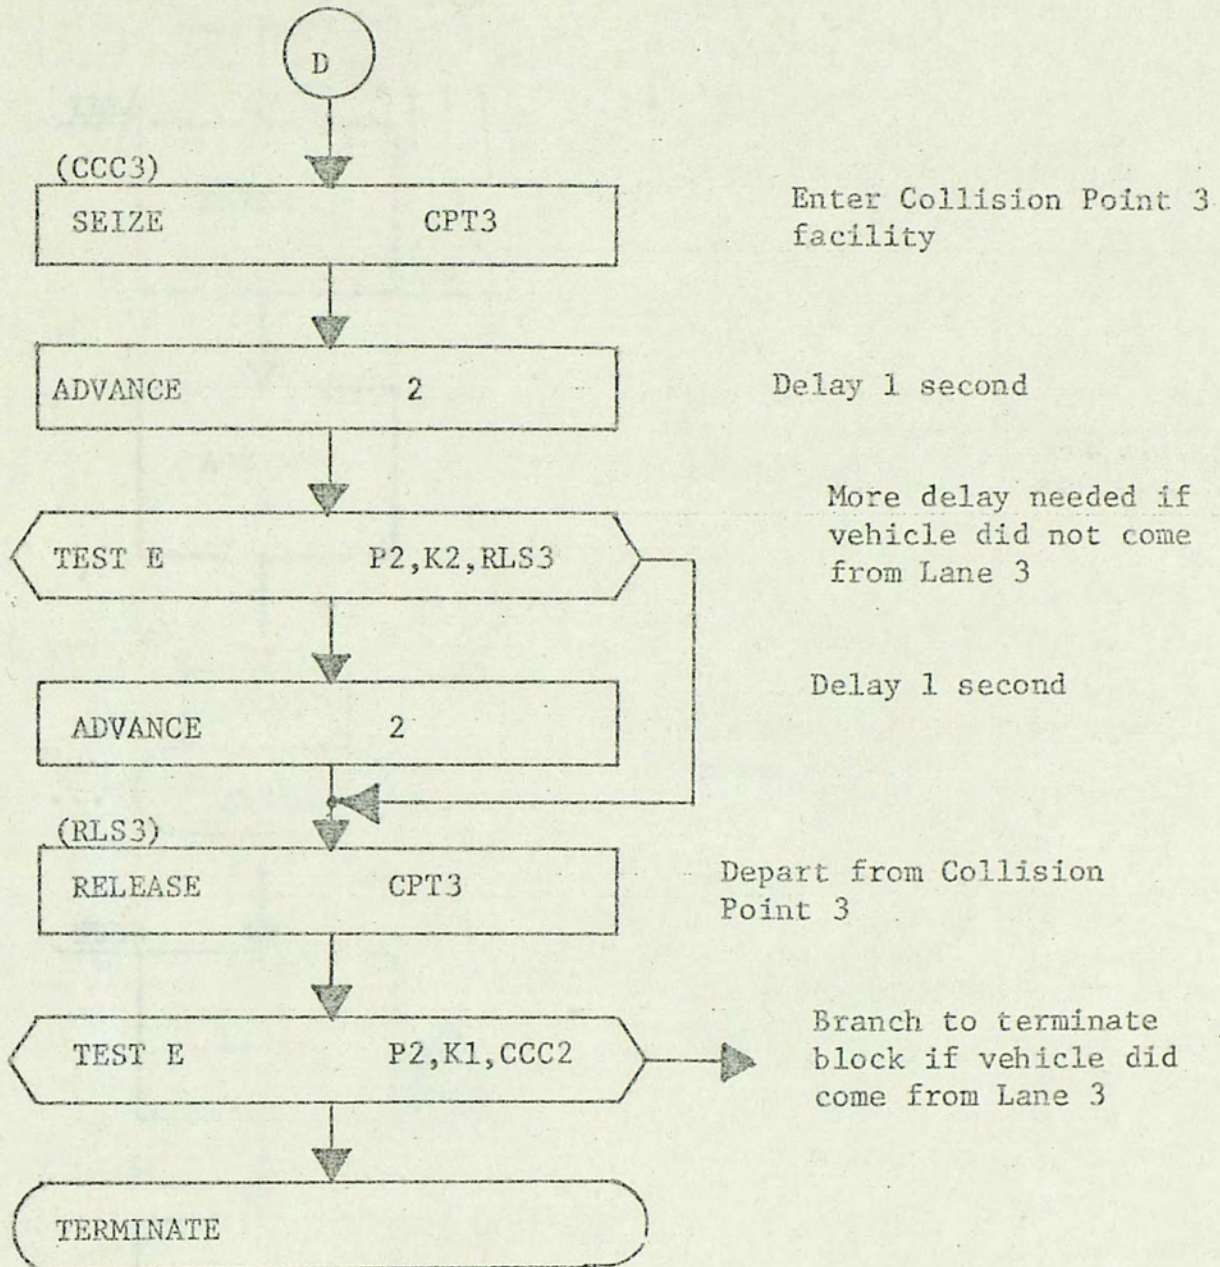 D
(CCC3)
SEIZE CPT3
Enter Collision Point 3
facility
ADVANCE 2
Delay 1 second
TEST E P2,K2,RLS3
More delay needed if
vehicle did not come
from Lane 3
ADVANCE 2
Delay 1 second
(RLS3)
RELEASE CPT3
Depart from Collision
Point 3
TEST E P2,K1,CCC2
Branch to terminate
block if vehicle did
come from Lane 3
TERMINATE